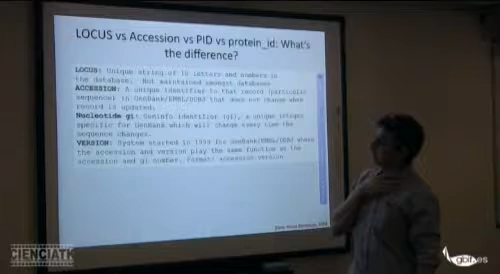 LOCUS vs Accession vs PID vs protein_id: What's
the difference?
LOCUS: Unique string of 10 letters and numbers in
the database. Not maintained amongst databases
ACCESSION: A unique identifier to that record (particular
sequence) in GenBank/EMBL/DDBJ that does not change when
record is updated.
Nucleotide gi: Geninfo identifier (gi), a unique integer
specific for GenBank which will change every time the
sequence changes.
VERSION: System started in 1999 for GenBank/EMBL/DDBJ where
the accession and version play the same function as the
accession and gi number. Format: accession.version
CIENCIATK
gbif.es